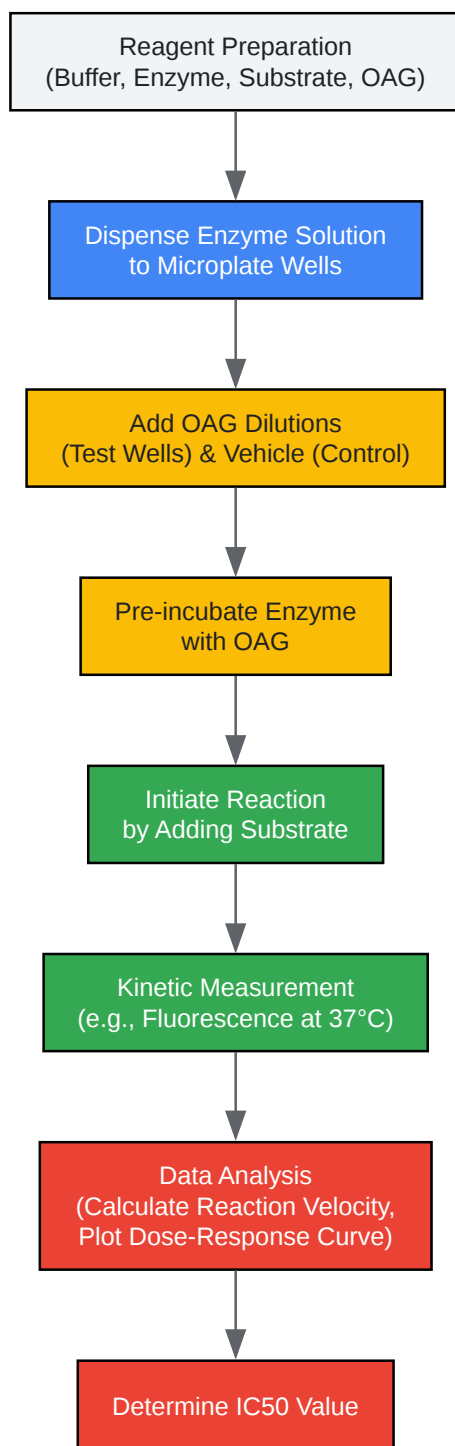 Reagent Preparation
(Buffer, Enzyme, Substrate, OAG)
Dispense Enzyme Solution
to Microplate Wells
Add OAG Dilutions
(Test Wells) & Vehicle (Control)
Pre-incubate Enzyme
with OAG
Initiate Reaction
by Adding Substrate
Kinetic Measurement
(e.g., Fluorescence at 37°C)
Data Analysis
(Calculate Reaction Velocity,
Plot Dose-Response Curve)
Determine IC50 Value